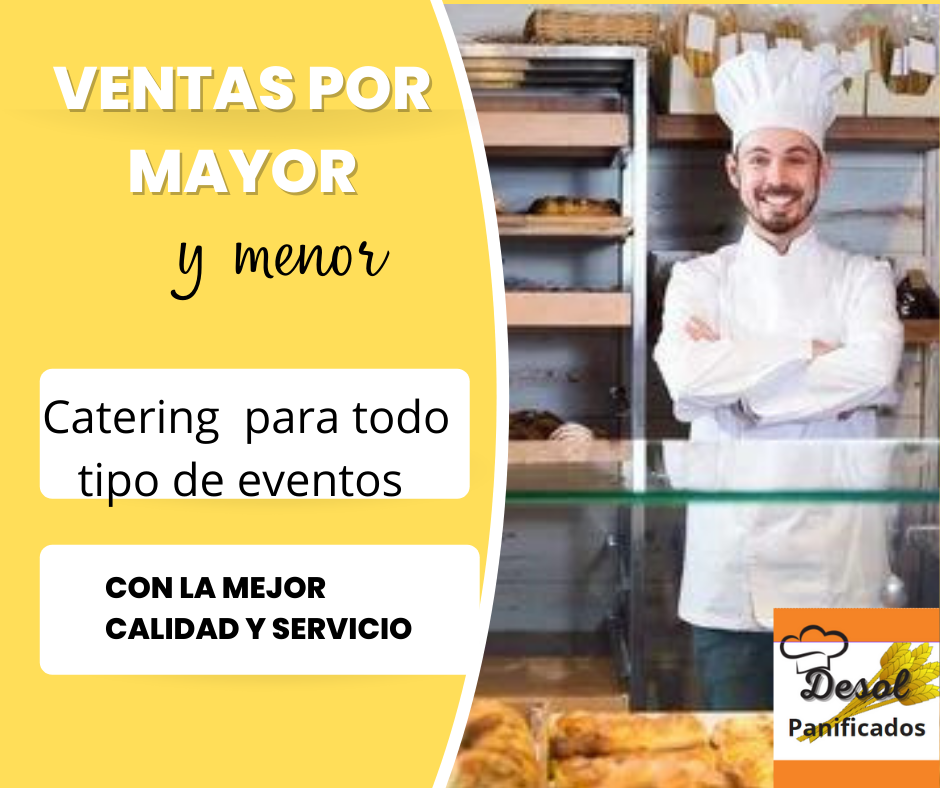 VENTAS POR
MAYOR
y menor
Catering para todo
tipo de eventos
CON LA MEJOR
CALIDAD Y SERVICIO
Desol
Panificados